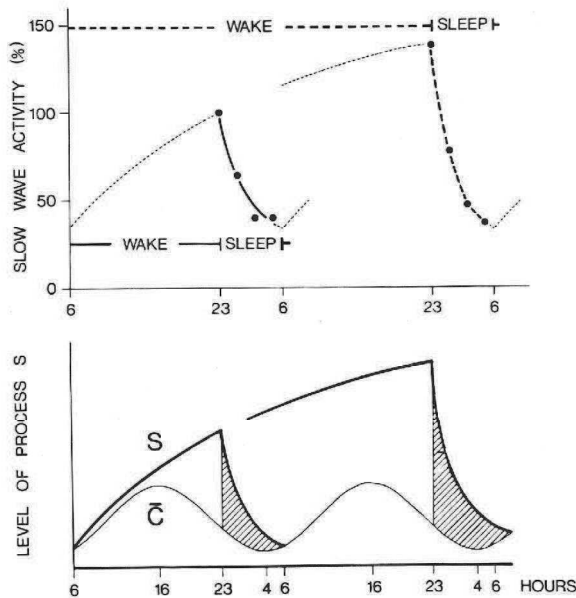 SLOW WAVE ACTIVITY (%)
150
100
50
0
WAKE SLEEP
WAKE SLEEP
6 23 6 23 6
LEVEL OF PROCESS S
S
C̄
6 16 23 4 6 16 23 4 6 HOURS